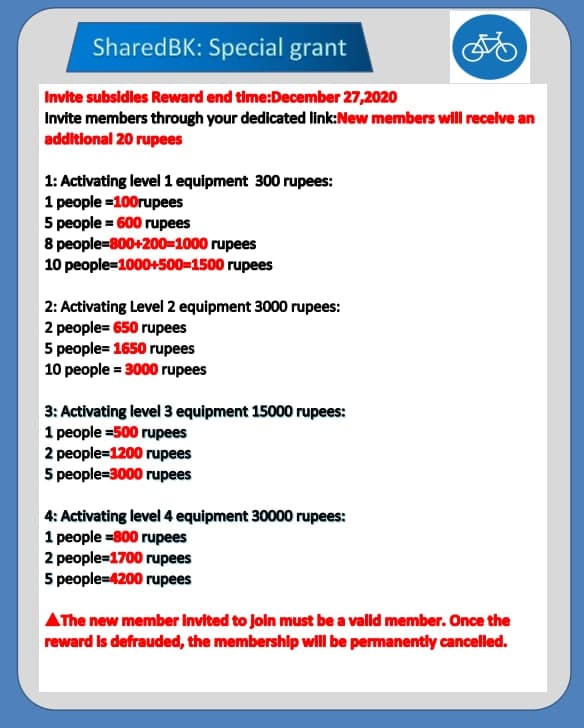 SharedBK: Special grant
Invite subsidies Reward end time:December 27,2020
Invite members through your dedicated link:New members will receive an
additional 20 rupees
1: Activating level 1 equipment 300 rupees:
1 people =100rupees
5 people = 600 rupees
8 people=800+200=1000 rupees
10 people=1000+500=1500 rupees
2: Activating Level 2 equipment 3000 rupees:
2 people= 650 rupees
5 people= 1650 rupees
10 people = 3000 rupees
3: Activating level 3 equipment 15000 rupees:
1 people =500 rupees
2 people=1200 rupees
5 people=3000 rupees
4: Activating level 4 equipment 30000 rupees:
1 people =800 rupees
2 people=1700 rupees
5 people=4200 rupees
▲The new member invited to join must be a valid member. Once the
reward is defrauded, the membership will be permanently cancelled.